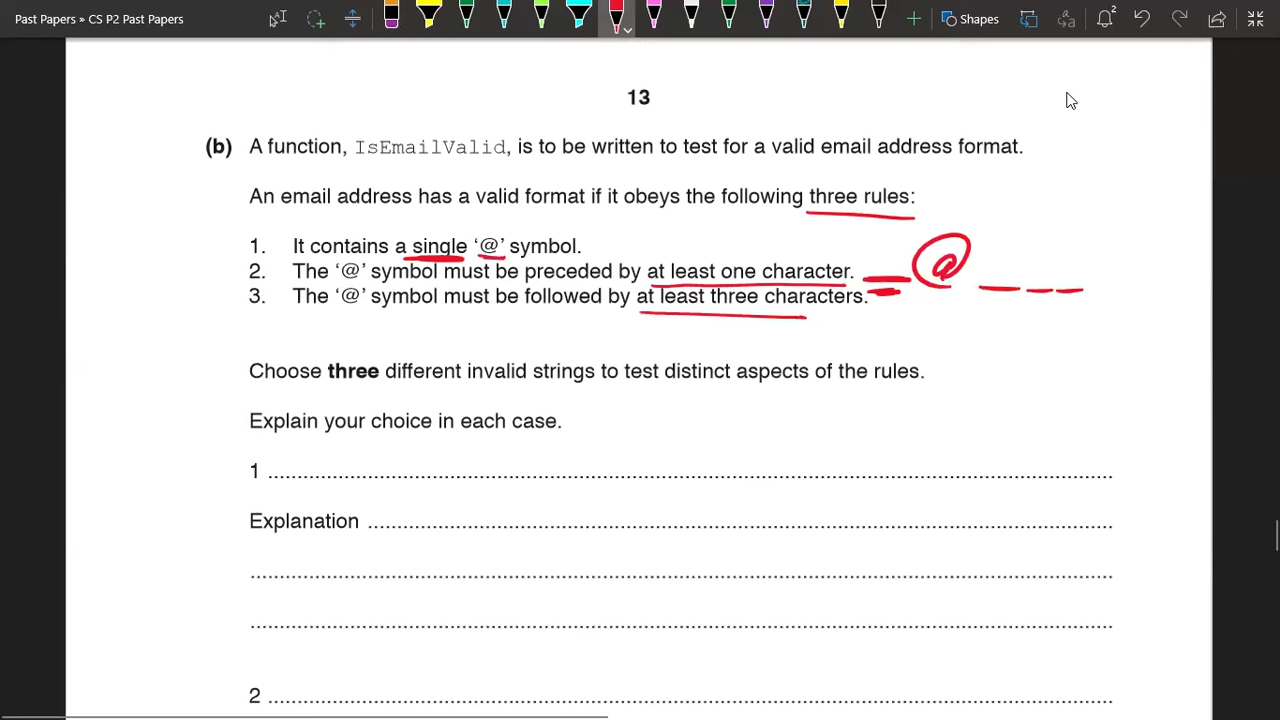 Past Papers » CS P2 Past Papers
Shapes
2
13
(b) A function, IsEmailValid, is to be written to test for a valid email address format.
An email address has a valid format if it obeys the following three rules:
1. It contains a single ‘@’ symbol.
2. The ‘@’ symbol must be preceded by at least one character.
@
3. The ‘@’ symbol must be followed by at least three characters.
Choose three different invalid strings to test distinct aspects of the rules.
Explain your choice in each case.
1 ........................................................................................................................
Explanation ........................................................................................................................
........................................................................................................................
........................................................................................................................
2 ........................................................................................................................